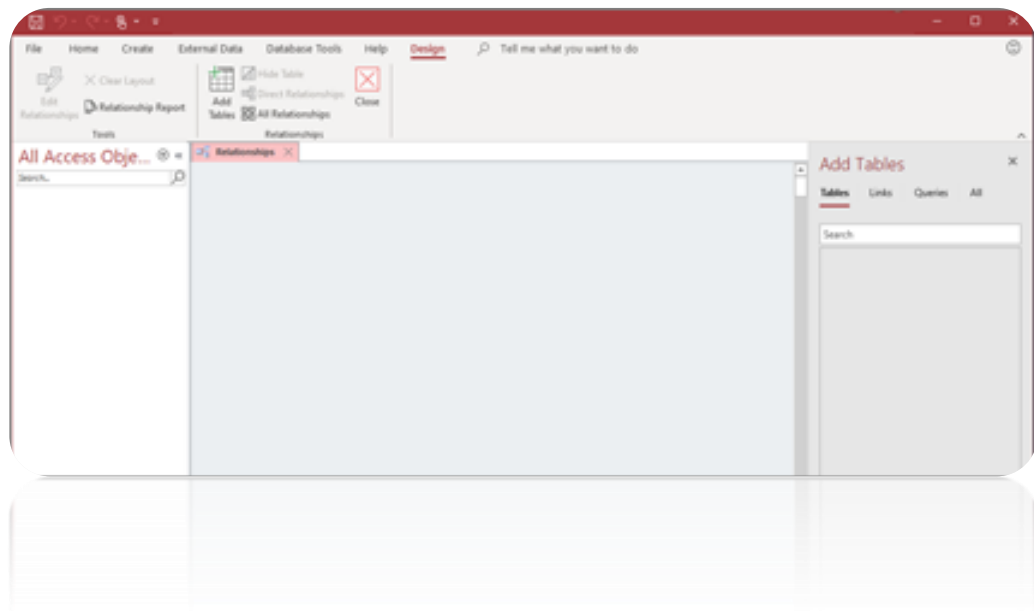 File Home Create External Data Database Tools Help Design Tell me what you want to do
Edit Relationships
Clear Layout
Relationship Report
Tools
Add Tables
Hide Table
Direct Relationships
All Relationships
Close
Relationships
All Access Obje...
Search...
Relationships
Add Tables
Tables Links Queries All
Search